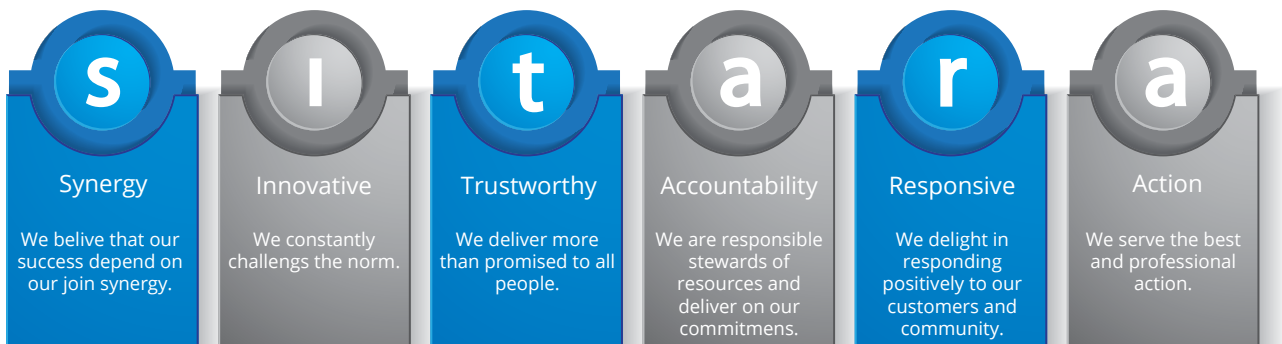 s
ı
t
a
r
a
Synergy
We belive that our
success depend on
our join synergy.
Innovative
We constantly
challengs the norm.
Trustworthy
We deliver more
than promised to all
people.
Accountability
We are responsible
stewards of
resources and
deliver on our
commitmens.
Responsive
We delight in
responding
positively to our
customers and
community.
Action
We serve the best
and professional
action.